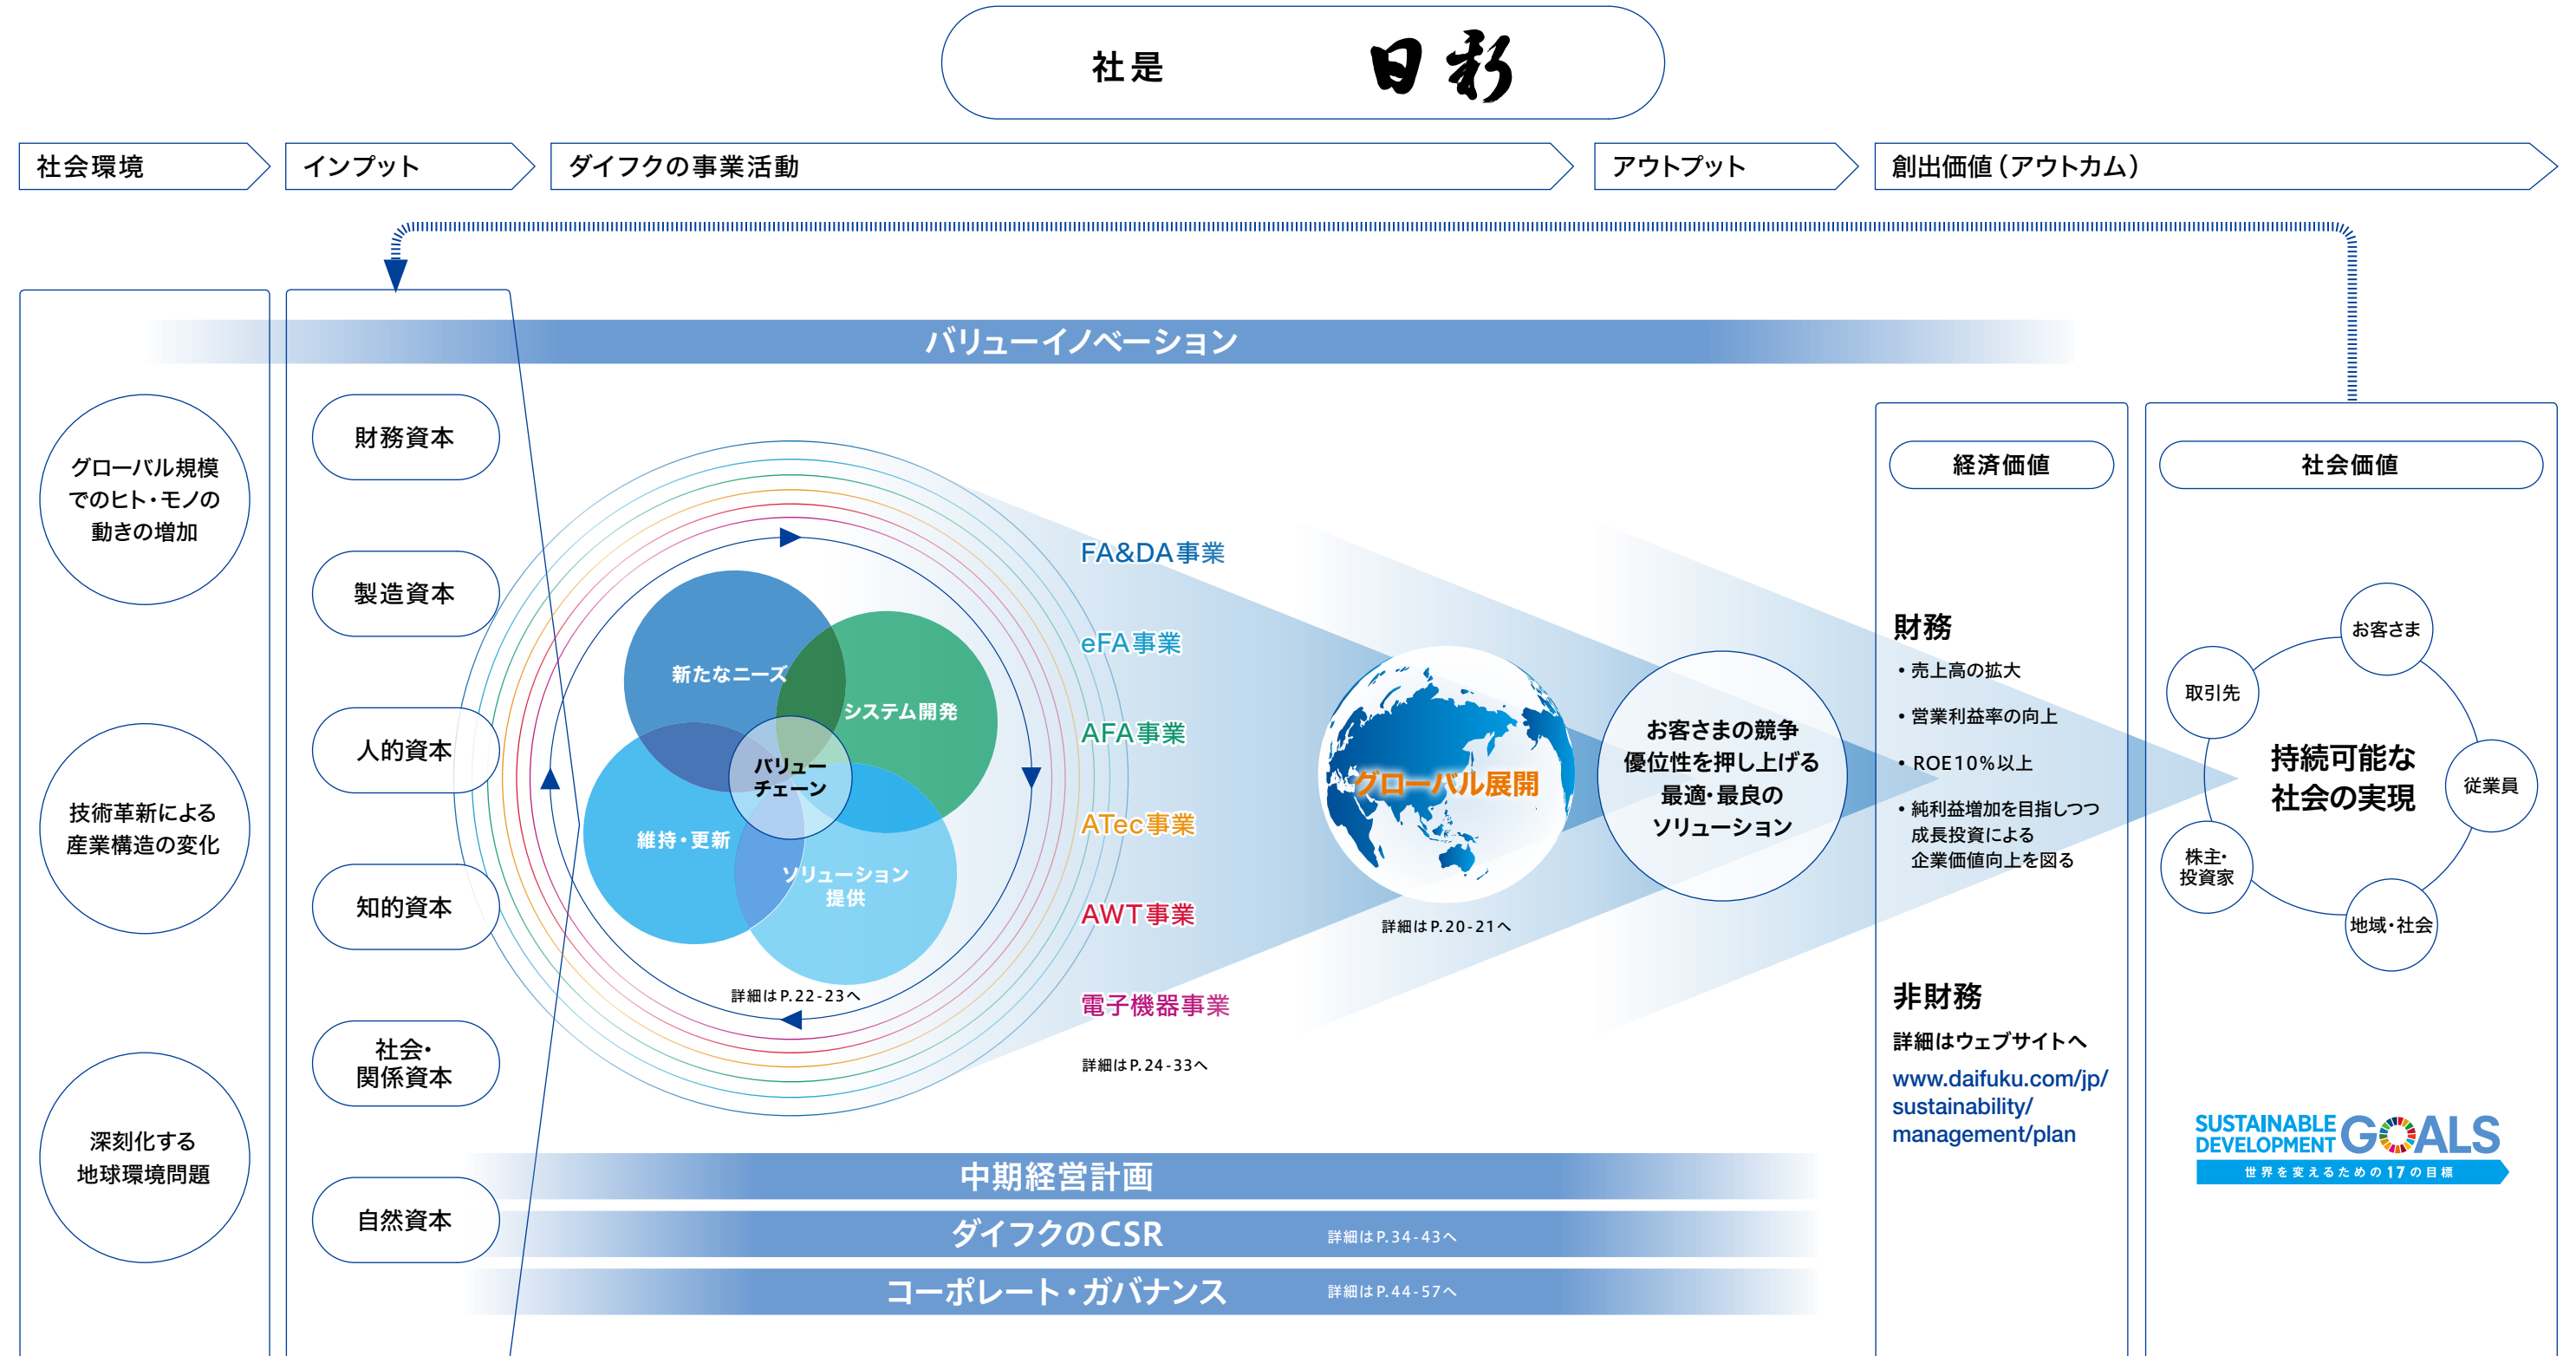 社是 日新
社会環境
インプット
ダイフクの事業活動
アウトプット
創出価値（アウトカム）
バリューイノベーション
グローバル規模
でのヒト・モノの
動きの増加
技術革新による
産業構造の変化
深刻化する
地球環境問題
財務資本
製造資本
人的資本
知的資本
社会・
関係資本
自然資本
新たなニーズ
システム開発
バリュー
チェーン
維持・更新
ソリューション
提供
詳細はP.22-23へ
FA&DA事業
eFA事業
AFA事業
ATec事業
AWT事業
電子機器事業
詳細はP.24-33へ
グローバル展開
詳細はP.20-21へ
お客さまの競争
優位性を押し上げる
最適・最良の
ソリューション
経済価値
財務
・売上高の拡大
・営業利益率の向上
・ROE10%以上
・純利益増加を目指しつつ
成長投資による
企業価値向上を図る
非財務
詳細はウェブサイトへ
www.daifuku.com/jp/
sustainability/
management/plan
社会価値
お客さま
取引先
従業員
株主・
投資家
地域・社会
持続可能な
社会の実現
SUSTAINABLE
DEVELOPMENT
GOALS
世界を変えるための17の目標
中期経営計画
ダイフクのCSR 詳細はP.34-43へ
コーポレート・ガバナンス 詳細はP.44-57へ